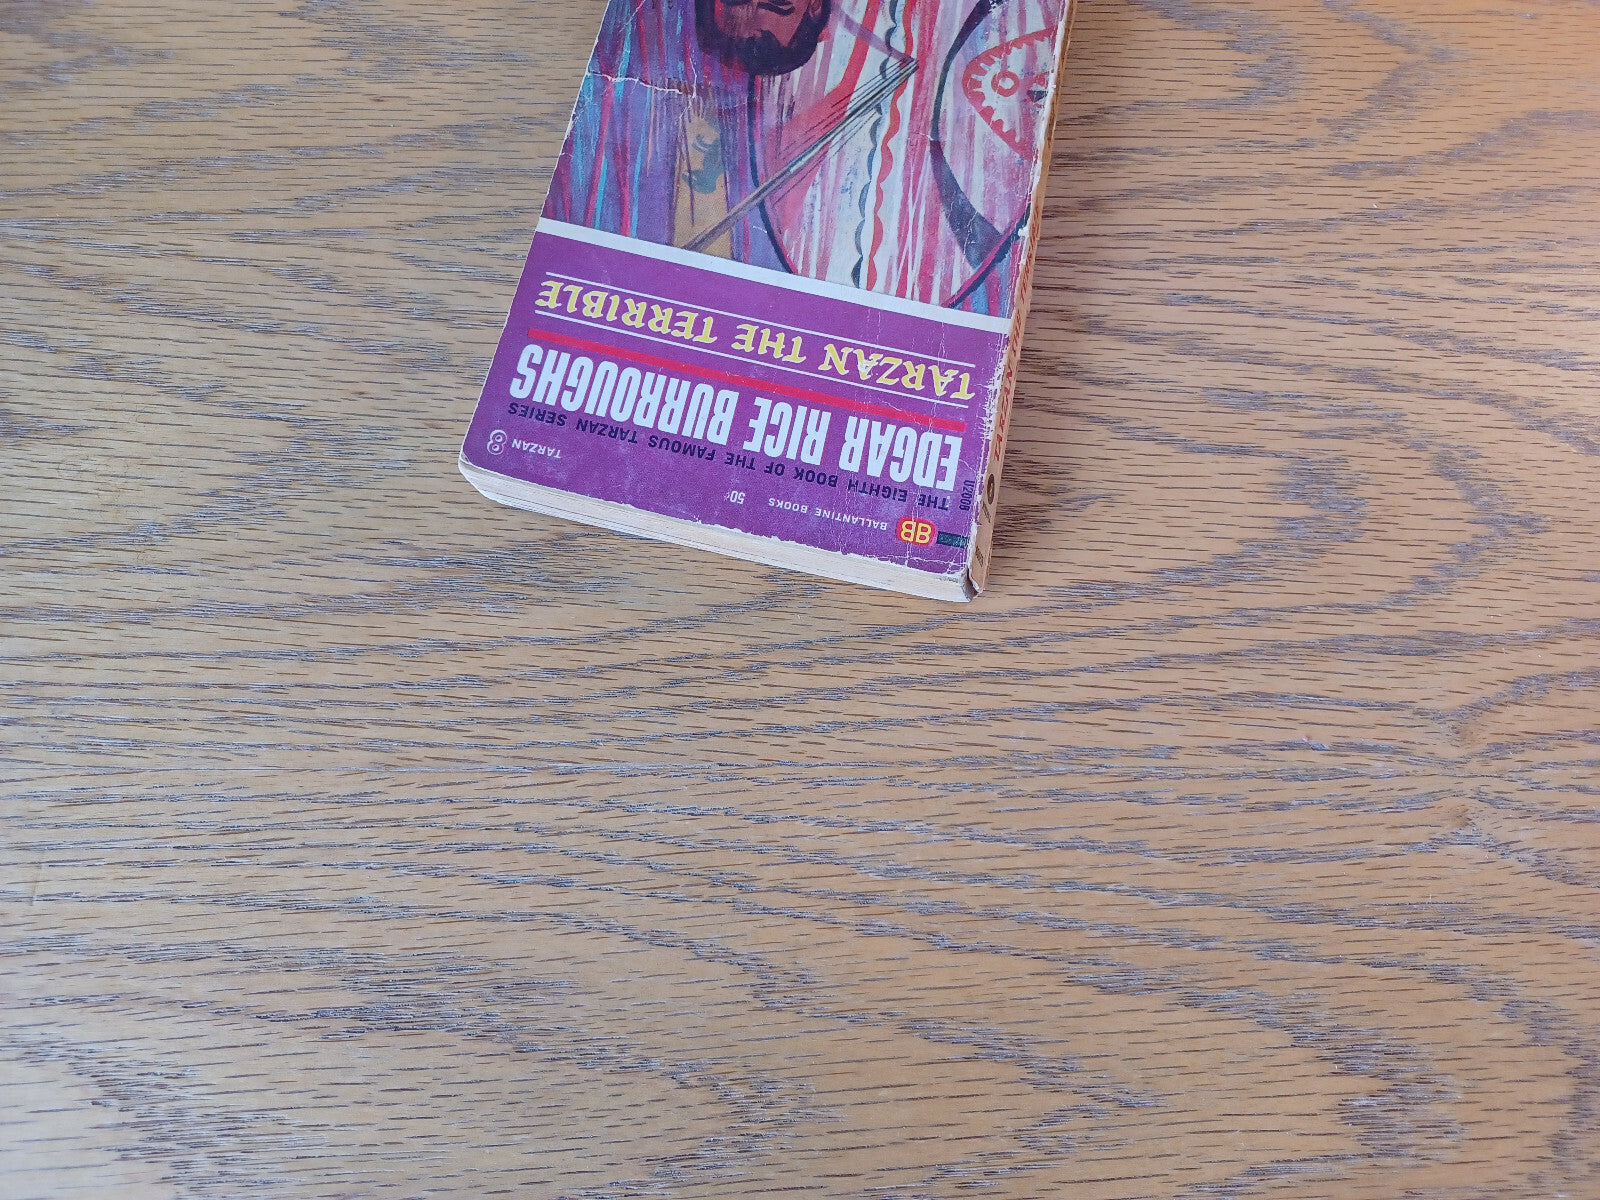 BB BALLANTINE BOOKS 50¢
U2008
THE EIGHTH BOOK OF THE FAMOUS TARZAN SERIES
TARZAN 8
EDGAR RICE BURROUGHS
TARZAN THE TERRIBLE